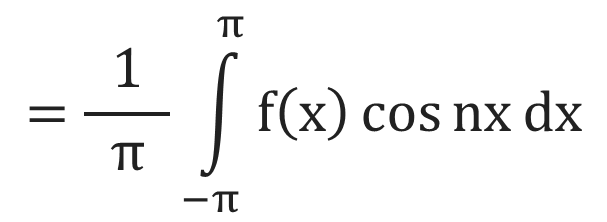 = 1/π ∫_{-π}^{π} f(x) cos nx dx